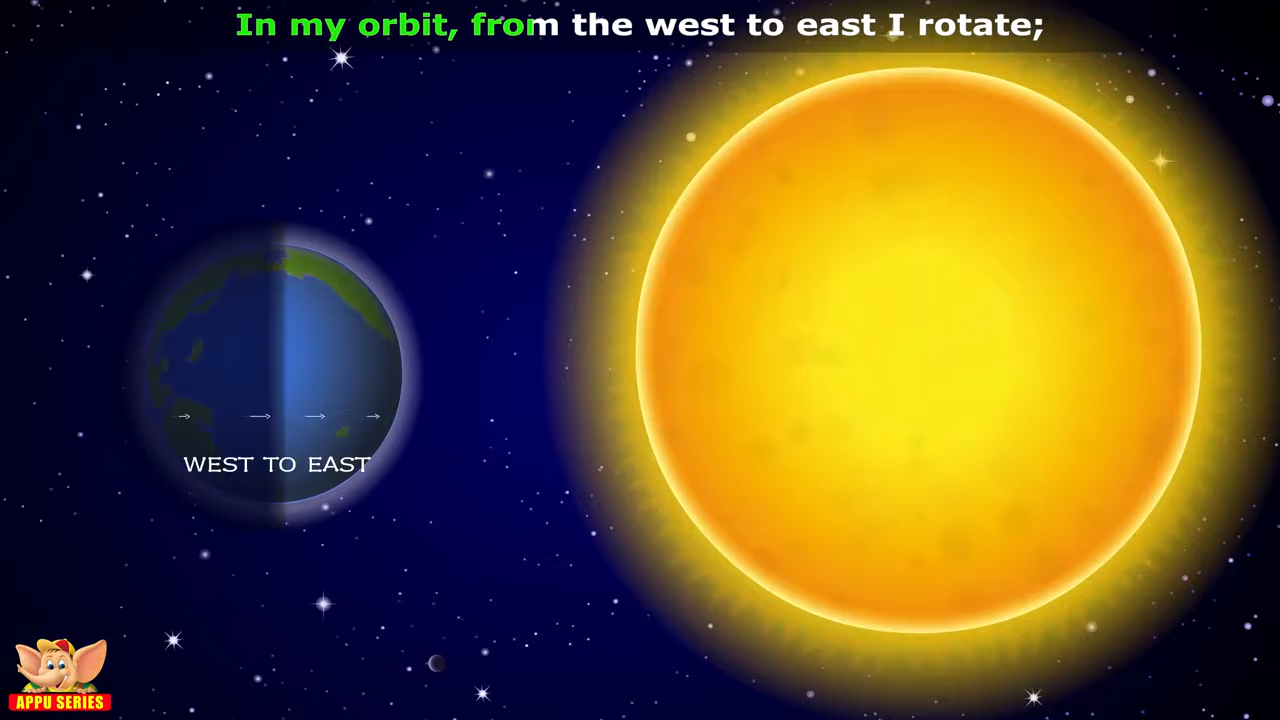 In my orbit, from the west to east I rotate;
WEST TO EAST
APPU SERIES